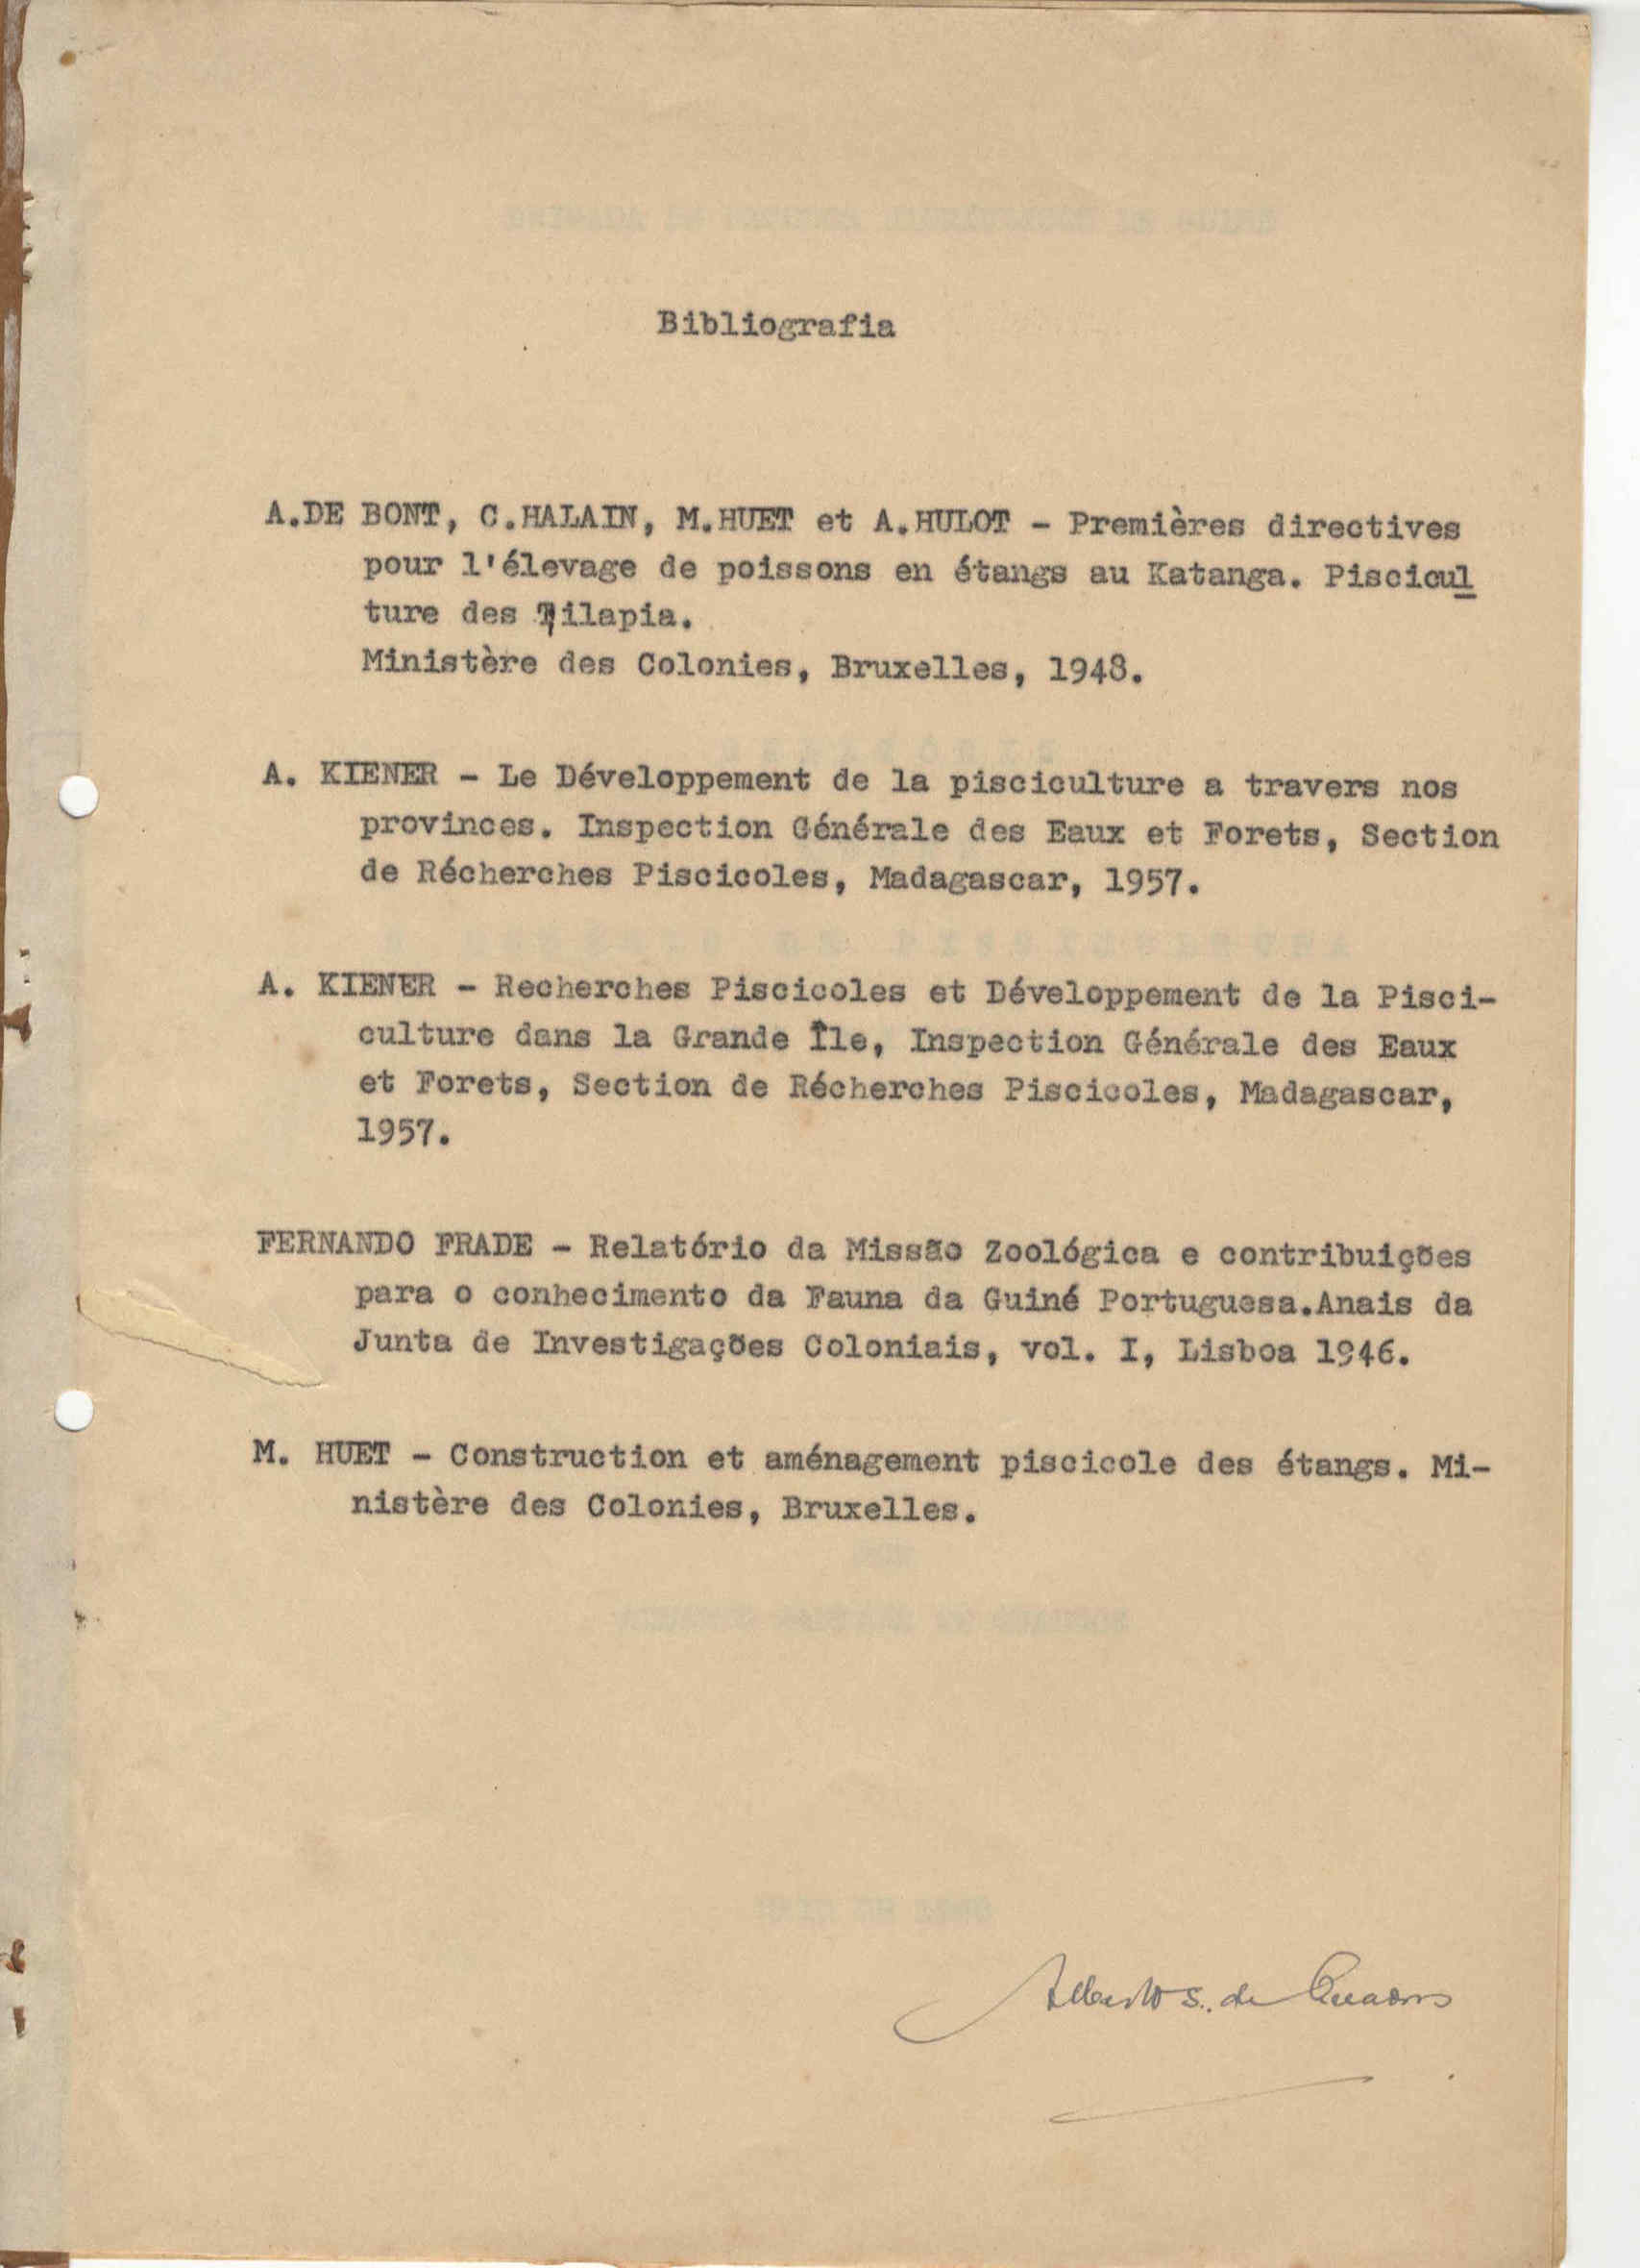 Bibliografia
A.DE BONT, C.HALAIN, M.HUET et A.HULOT - Premières directives
pour l'élevage de poissons en étangs au Katanga. Piscicul
ture des Tilapia.
Ministère des Colonies, Bruxelles, 1948.
A. KIENER - Le Développement de la pisciculture a travers nos
provinces. Inspection Générale des Eaux et Forets, Section
de Récherches Piscicoles, Madagascar, 1957.
A. KIENER - Recherches Piscicoles et Développement de la Pisci-
culture dans la Grande Île, Inspection Générale des Eaux
et Forets, Section de Récherches Piscicoles, Madagascar,
1957.
FERNANDO FRADE - Relatório da Missão Zoológica e contribuições
para o conhecimento da Fauna da Guiné Portuguesa.Anais da
Junta de Investigações Coloniais, vol. I, Lisboa 1946.
M. HUET - Construction et aménagement piscicole des étangs. Mi-
nistère des Colonies, Bruxelles.
Alberto S. de Quadros